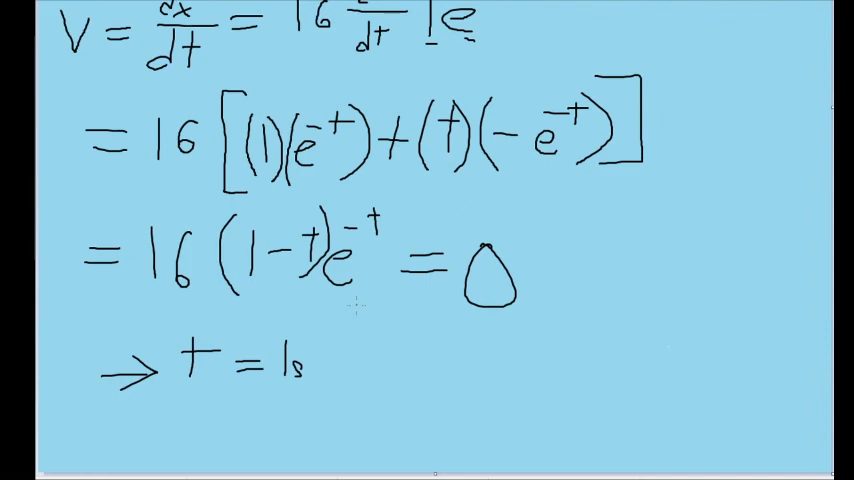 V = dx/dt = 16 d/dt te
= 16 [(1)(e^-t) + (t)(-e^-t)]
= 16 (1 - t)e^-t = 0
→ t = 1s